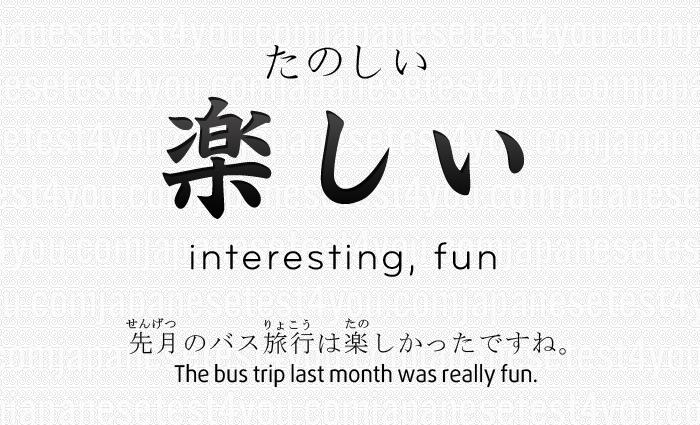 たのしい
楽しい
interesting, fun
せんげつ りょこう たの
先月のバス旅行は楽しかったですね。
The bus trip last month was really fun.